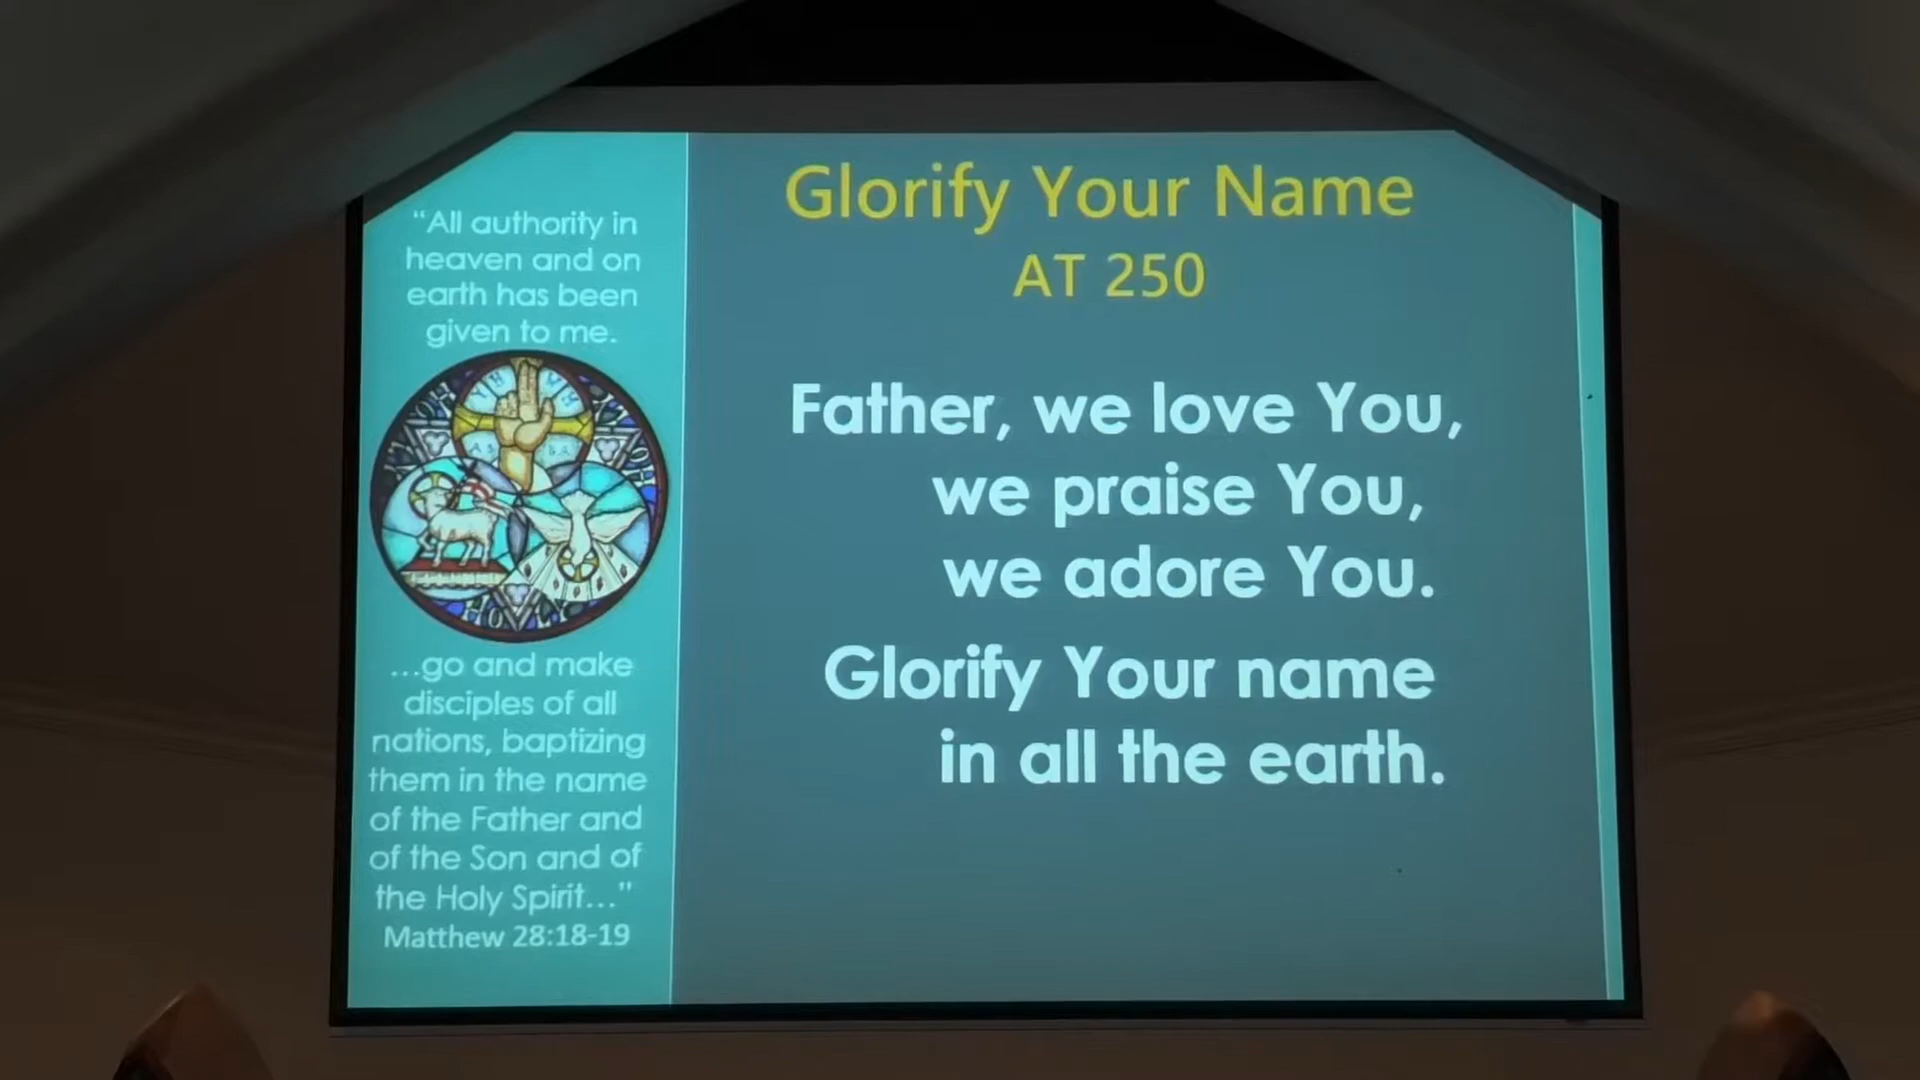 “All authority in
heaven and on
earth has been
given to me.
…go and make
disciples of all
nations, baptizing
them in the name
of the Father and
of the Son and of
the Holy Spirit…”
Matthew 28:18-19
Glorify Your Name
AT 250
Father, we love You,
we praise You,
we adore You.
Glorify Your name
in all the earth.